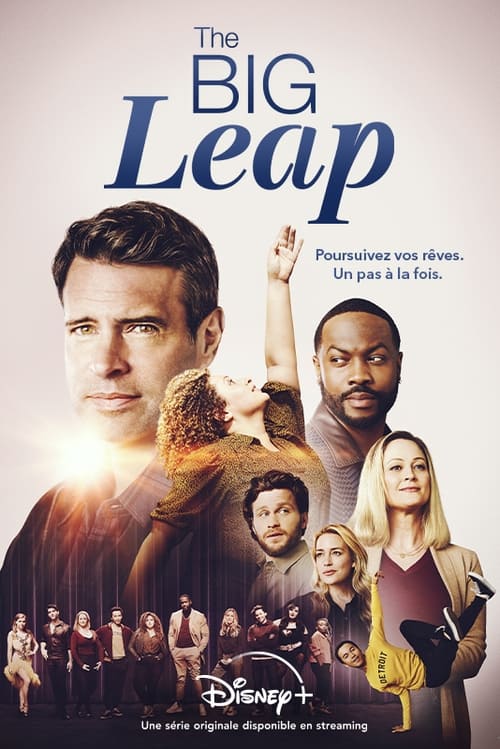 The
BIG
Leap
Poursuivez vos rêves.
Un pas à la fois.
DETROIT
Disney+
Une série originale disponible en streaming